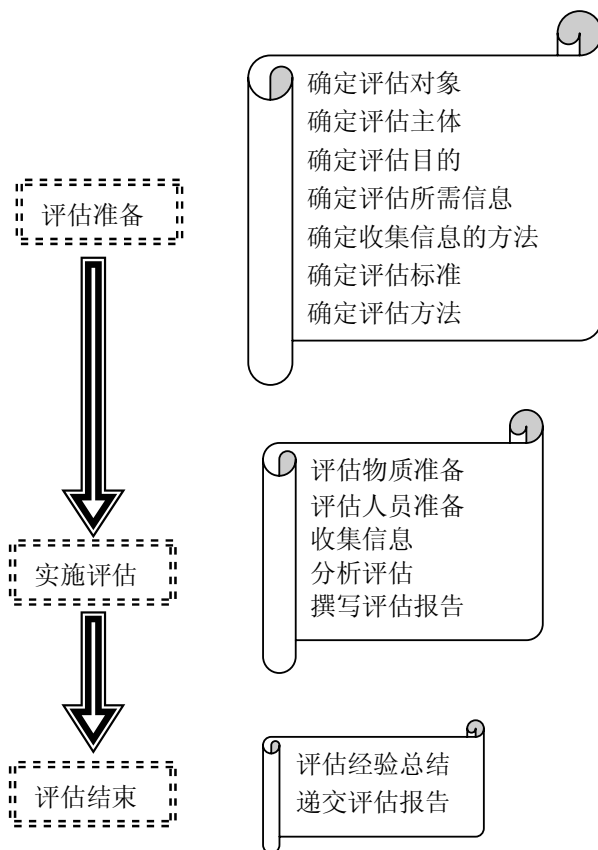 评估准备
确定评估对象
确定评估主体
确定评估目的
确定评估所需信息
确定收集信息的方法
确定评估标准
确定评估方法
实施评估
评估物质准备
评估人员准备
收集信息
分析评估
撰写评估报告
评估结束
评估经验总结
递交评估报告